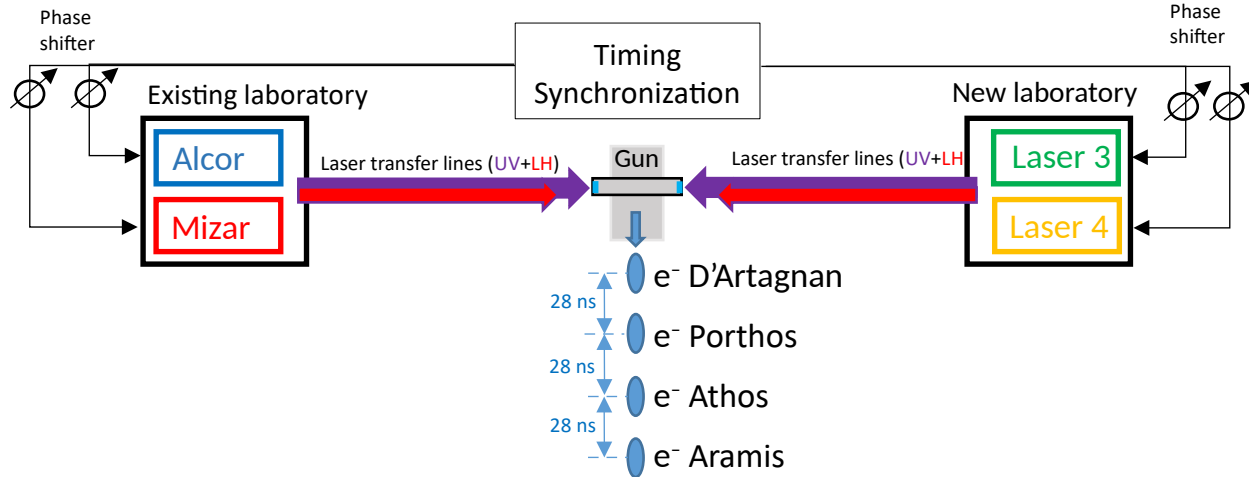 Phase
shifter
Timing
Synchronization
Phase
shifter
Existing laboratory
New laboratory
Alcor
Mizar
Laser transfer lines (UV+LH)
Gun
Laser transfer lines (UV+LH
Laser 3
Laser 4
e⁻ D’Artagnan
28 ns
e⁻ Porthos
28 ns
e⁻ Athos
28 ns
e⁻ Aramis